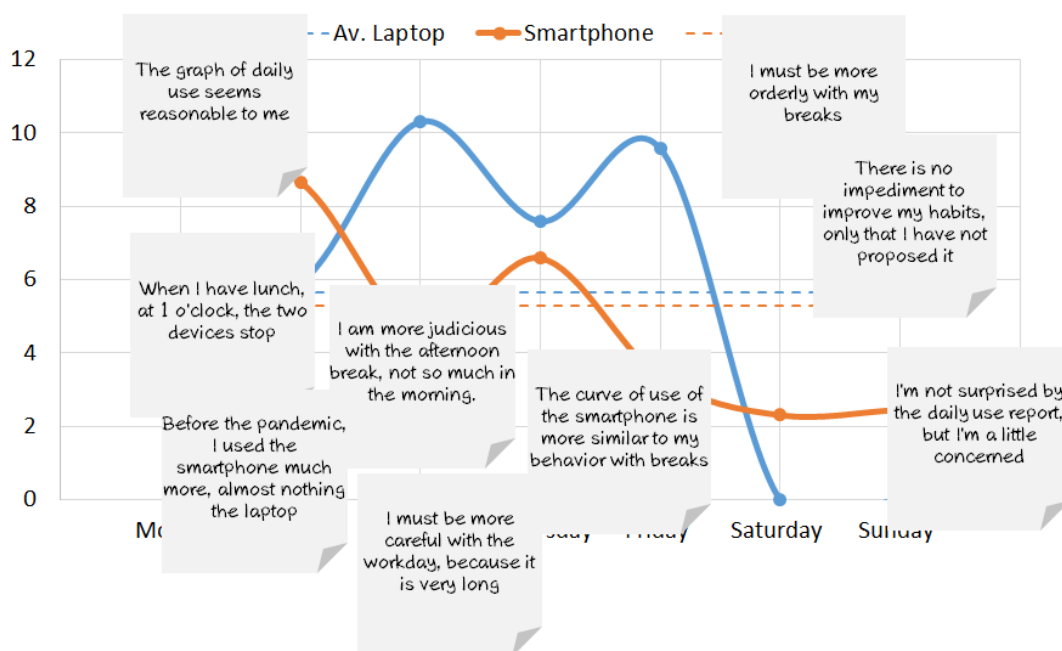 Av. Laptop
Smartphone
12
10
8
6
4
2
0
The graph of daily
use seems
reasonable to me
I must be more
orderly with my
breaks
There is no
impediment to
improve my habits,
only that I have not
proposed it
When I have lunch,
at 1 o'clock, the two
devices stop
I am more judicious
with the afternoon
break, not so much in
the morning.
The curve of use of
the smartphone is
more similar to my
behavior with breaks
I'm not surprised by
the daily use report,
but I'm a little
concerned
Before the pandemic,
I used the
smartphone much
more, almost nothing
the laptop
I must be more
careful with the
workday, because it
is very long
Friday
Saturday
Sunday